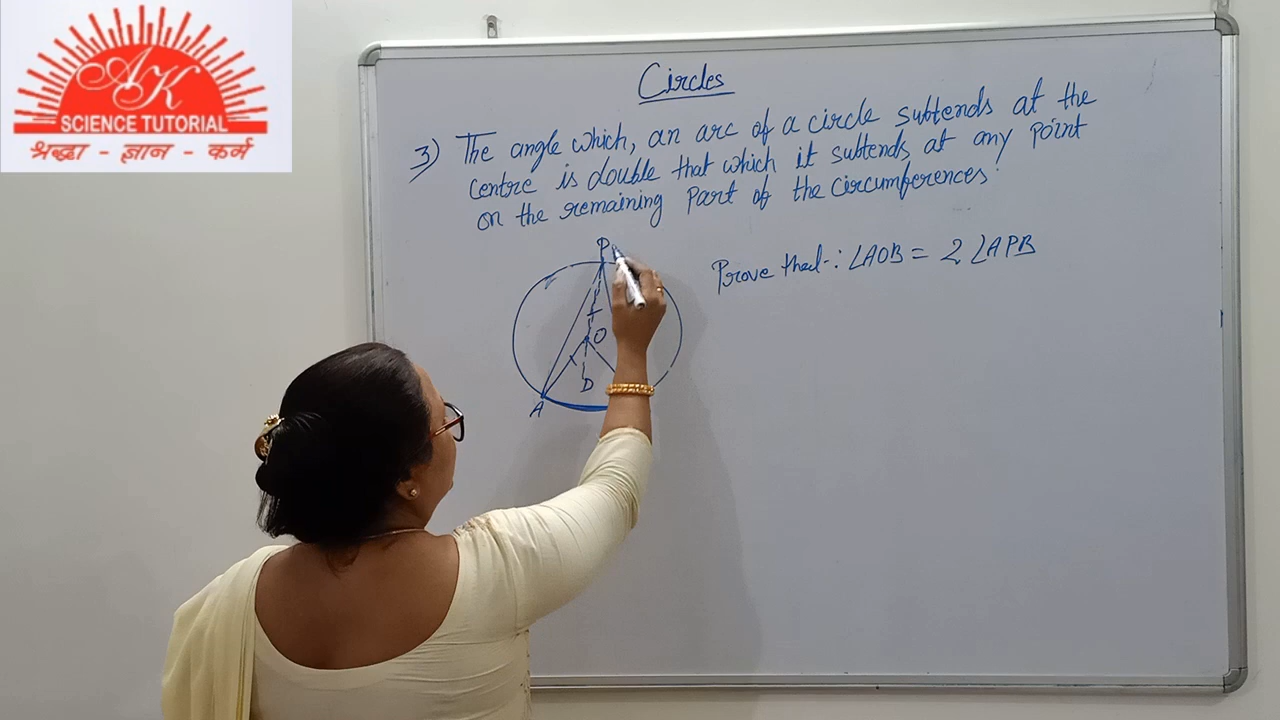 AK
SCIENCE TUTORIAL
श्रद्धा - ज्ञान - कर्म
Circles
3) The angle which, an arc of a circle subtends at the
centre is double that which it subtends at any point
on the remaining part of the circumferences.
Prove that :- ∠AOB = 2 ∠APB
P
O
D
A